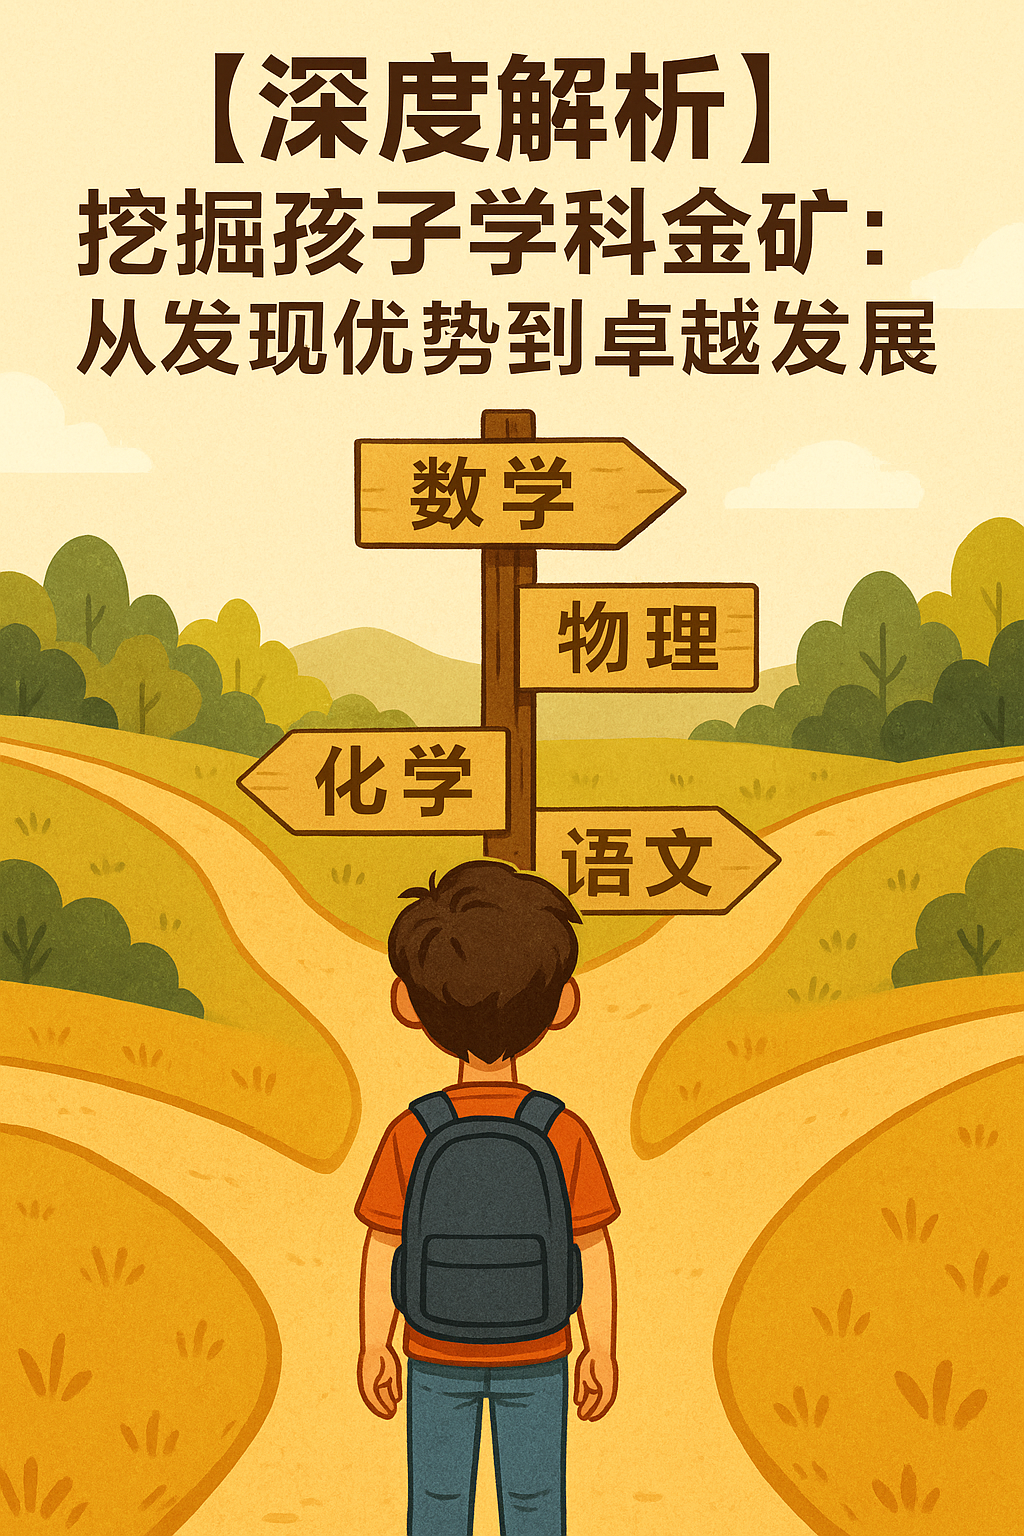 【深度解析】
挖掘孩子学科金矿：
从发现优势到卓越发展
数学
物理
化学
语文